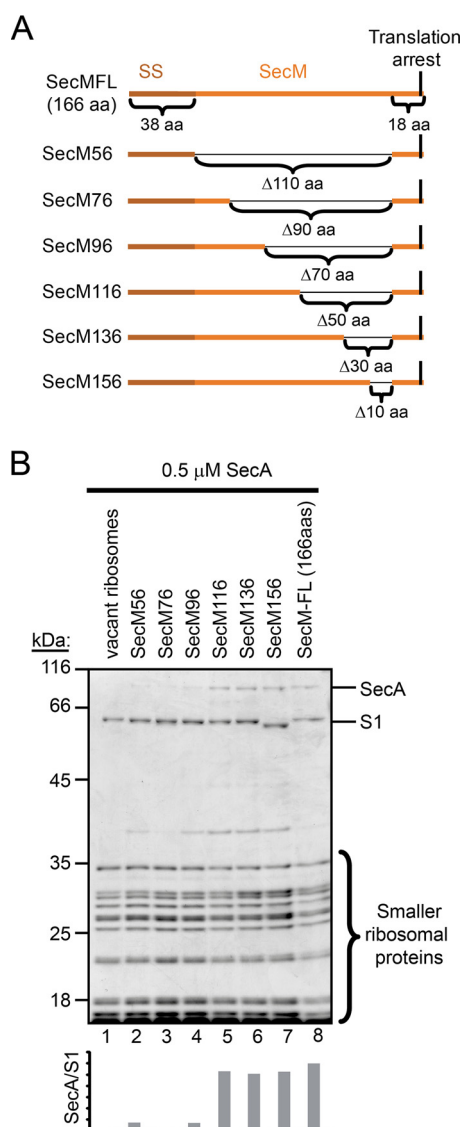 A
Translation
arrest
SS
SecM
SecMFL
(166 aa)
38 aa
18 aa
SecM56
Δ110 aa
SecM76
Δ90 aa
SecM96
Δ70 aa
SecM116
Δ50 aa
SecM136
Δ30 aa
SecM156
Δ10 aa
B
0.5 μM SecA
vacant ribosomes
SecM56
SecM76
SecM96
SecM116
SecM136
SecM156
SecM-FL (166aas)
kDa:
116
SecA
66
S1
45
35
Smaller
ribosomal
proteins
25
18
1 2 3 4 5 6 7 8
SecA/S1